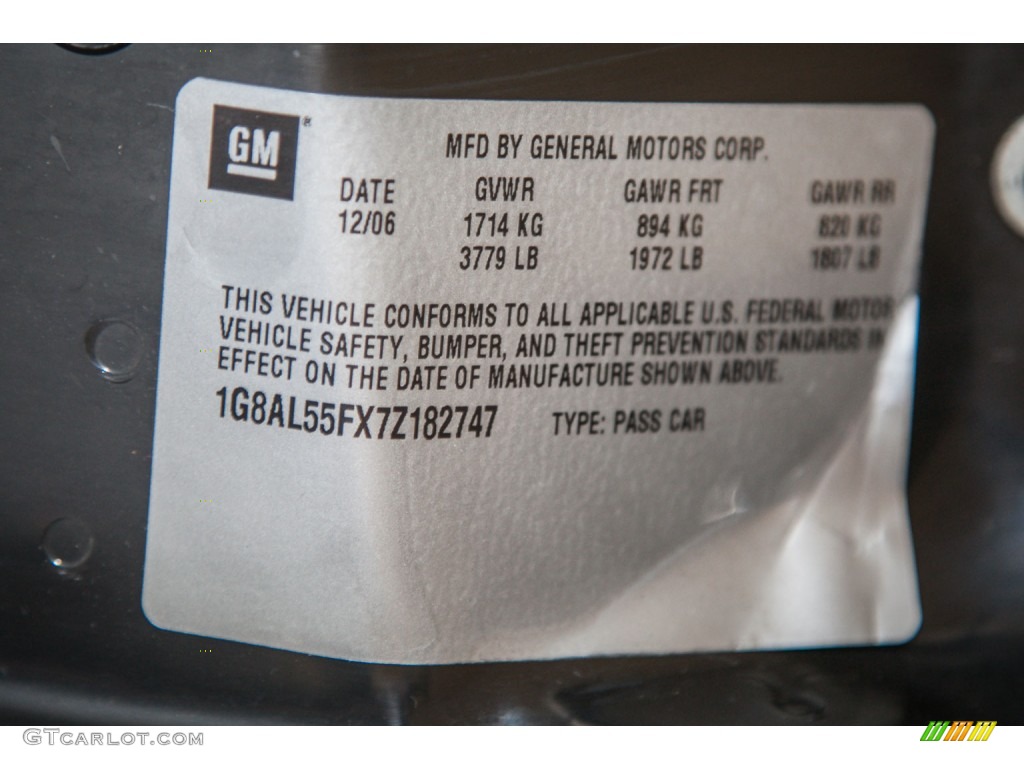 GM ®
MFD BY GENERAL MOTORS CORP.
DATE GVWR GAWR FRT GAWR RR
12/06 1714 KG 894 KG 820 KG
3779 LB 1972 LB 1807 LB
THIS VEHICLE CONFORMS TO ALL APPLICABLE U.S. FEDERAL MOTOR
VEHICLE SAFETY, BUMPER, AND THEFT PREVENTION STANDARDS IN
EFFECT ON THE DATE OF MANUFACTURE SHOWN ABOVE.
1G8AL55FX7Z182747 TYPE: PASS CAR
GTCARLOT.COM